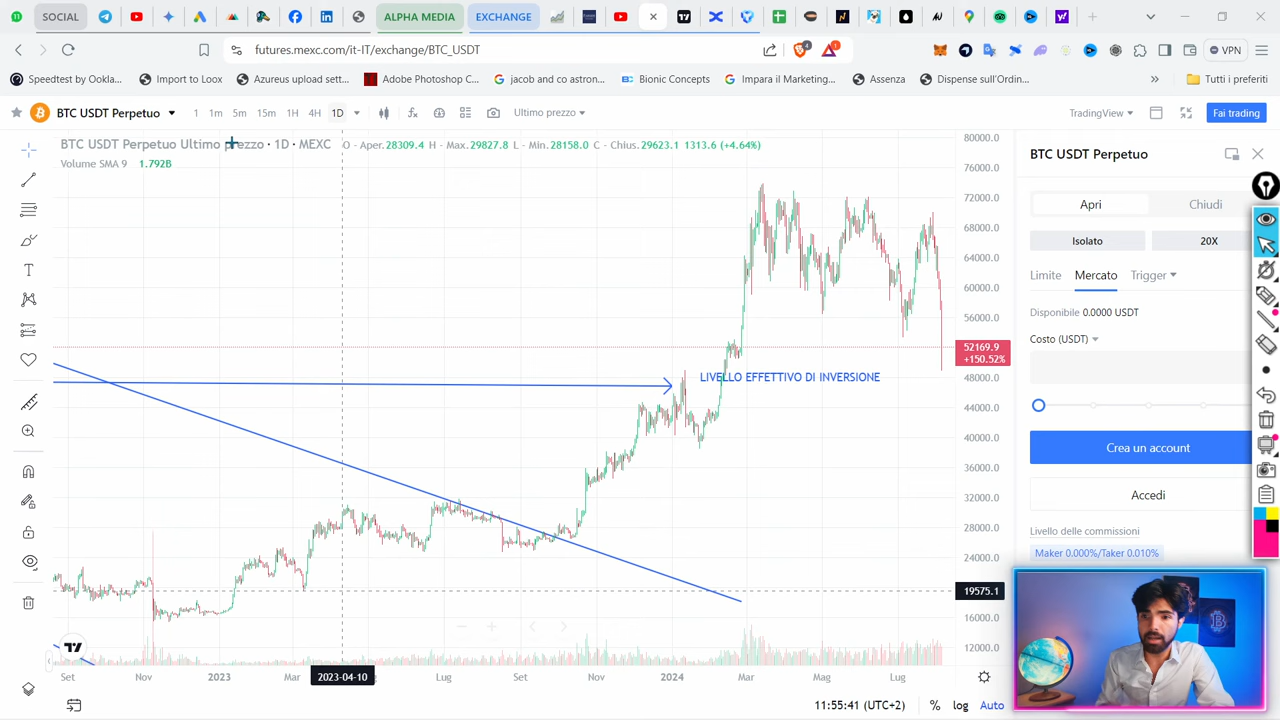 SOCIAL ALPHA MEDIA EXCHANGE
futures.mexc.com/it-IT/exchange/BTC_USDT VPN
Speedtest by Ookla... Import to Loox Azureus upload sett... Adobe Photoshop C... jacob and co astron... Bionic Concepts Impara il Marketing... Assenza Dispense sull'Ordin... Tutti i preferiti
BTC USDT Perpetuo 1 1m 5m 15m 1H 4H 1D Ultimo prezzo TradingView Fai trading
BTC USDT Perpetuo Ultimo prezzo · 1D · MEXC O - Aper.28309.4 H - Max.29827.8 L - Min.28158.0 C - Chius.29623.1 1313.6 (+4.64%)
Volume SMA 9 1.792B
80000.0
76000.0
72000.0
68000.0
64000.0
60000.0
56000.0
52169.9
+150.52%
48000.0
44000.0
40000.0
36000.0
32000.0
28000.0
24000.0
19575.1
16000.0
12000.0
LIVELLO EFFETTIVO DI INVERSIONE
Set Nov 2023 Mar 2023-04-10 Lug Set Nov 2024 Mar Mag Lug
11:55:41 (UTC+2) % log Auto
BTC USDT Perpetuo
Apri Chiudi
Isolato 20X
Limite Mercato Trigger
Disponibile 0.0000 USDT
Costo (USDT)
Crea un account
Accedi
Livello delle commissioni
Maker 0.000%/Taker 0.010%